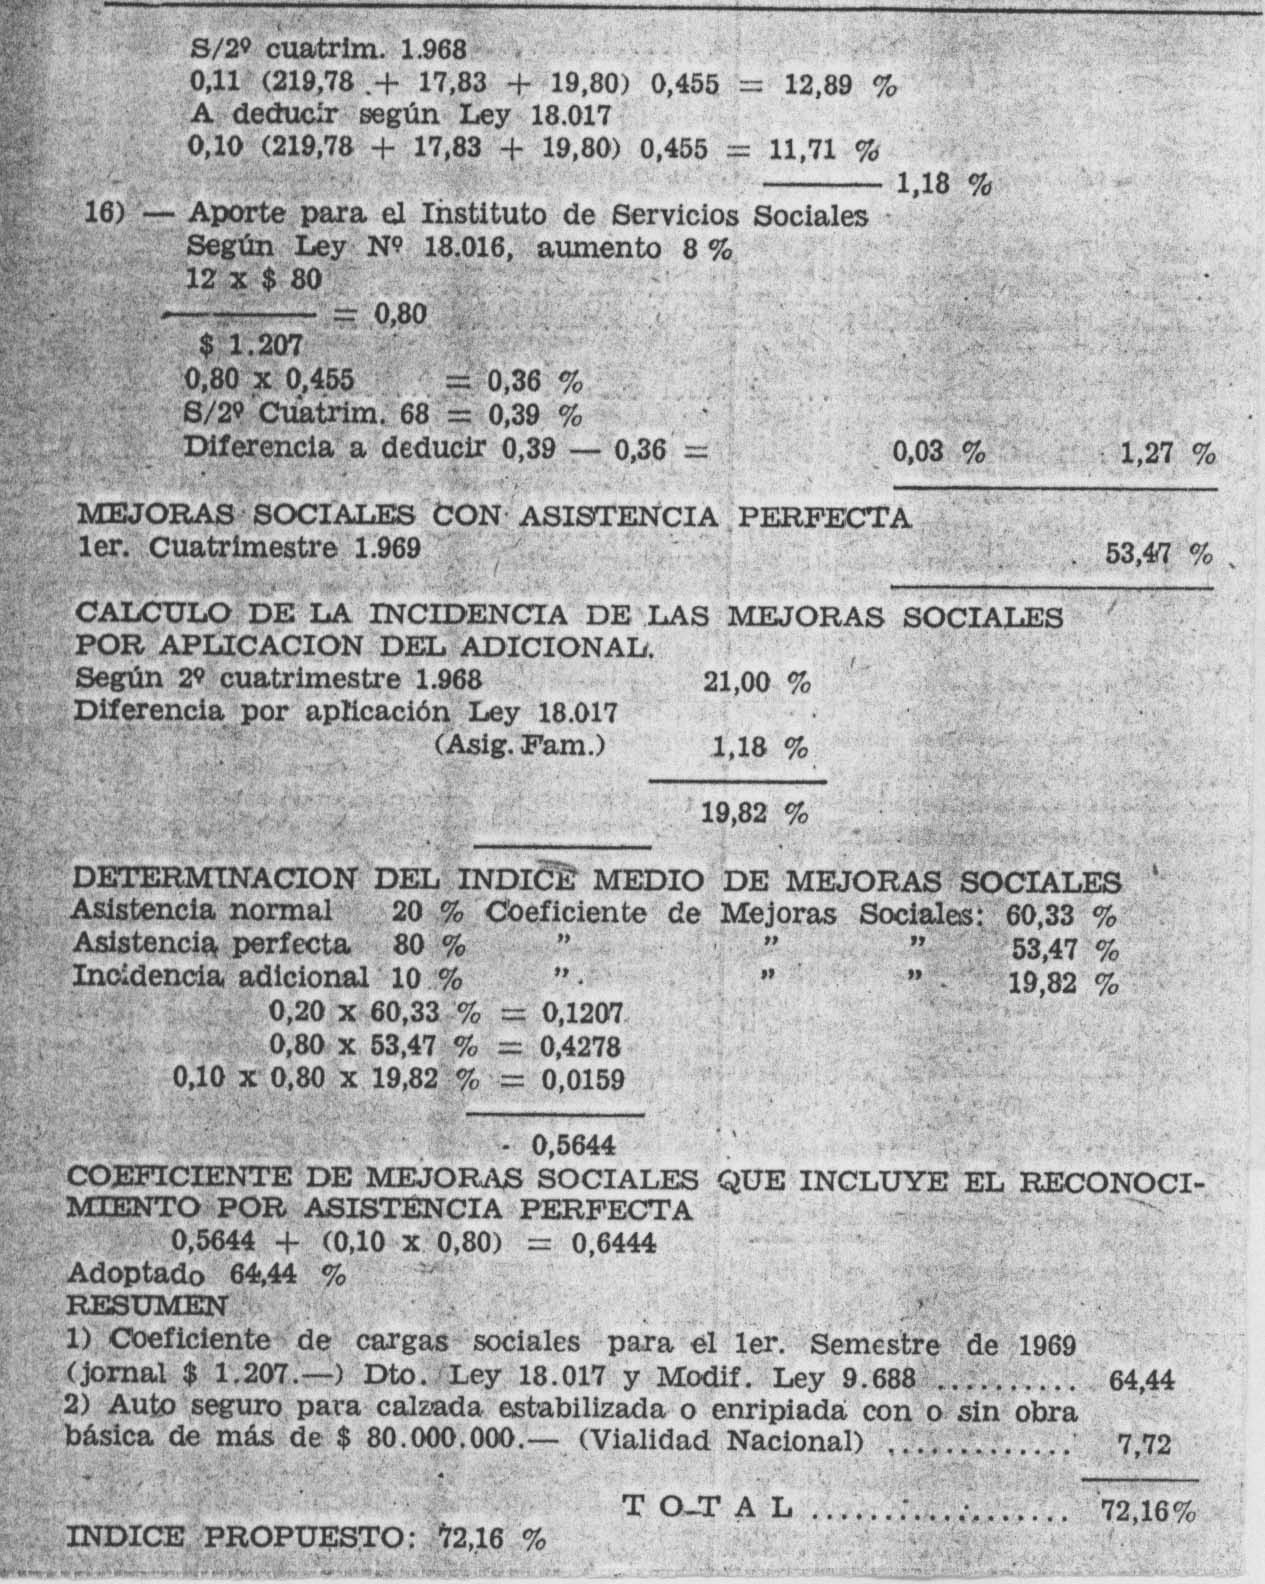 S/2º cuatrim. 1.968
0,11 (219,78 + 17,83 + 19,80) 0,455 = 12,89 %
A deducir según Ley 18.017
0,10 (219,78 + 17,83 + 19,80) 0,455 = 11,71 %
1,18 %
16) — Aporte para el Instituto de Servicios Sociales
Según Ley Nº 18.016, aumento 8 %
12 x $ 80
= 0,80
$ 1.207
0,80 x 0,455 = 0,36 %
S/2º Cuatrim. 68 = 0,39 %
Diferencia a deducir 0,39 — 0,36 = 0,03 % 1,27 %
MEJORAS SOCIALES CON ASISTENCIA PERFECTA
1er. Cuatrimestre 1.969 53,47 %
CALCULO DE LA INCIDENCIA DE LAS MEJORAS SOCIALES
POR APLICACION DEL ADICIONAL.
Según 2º cuatrimestre 1.968 21,00 %
Diferencia por aplicación Ley 18.017
(Asig. Fam.) 1,18 %
19,82 %
DETERMINACION DEL INDICE MEDIO DE MEJORAS SOCIALES
Asistencia normal 20 % Coeficiente de Mejoras Sociales: 60,33 %
Asistencia perfecta 80 % " " " 53,47 %
Incidencia adicional 10 % " " " 19,82 %
0,20 x 60,33 % = 0,1207
0,80 x 53,47 % = 0,4278
0,10 x 0,80 x 19,82 % = 0,0159
0,5644
COEFICIENTE DE MEJORAS SOCIALES QUE INCLUYE EL RECONOCI-
MIENTO POR ASISTENCIA PERFECTA
0,5644 + (0,10 x 0,80) = 0,6444
Adoptado 64,44 %
RESUMEN
1) Coeficiente de cargas sociales para el 1er. Semestre de 1969
(jornal $ 1.207.—) Dto. Ley 18.017 y Modif. Ley 9.688 .......... 64,44
2) Auto seguro para calzada estabilizada o enripiada con o sin obra
básica de más de $ 80.000.000.— (Vialidad Nacional) ............. 7,72
T O T A L .................. 72,16%
INDICE PROPUESTO: 72,16 %